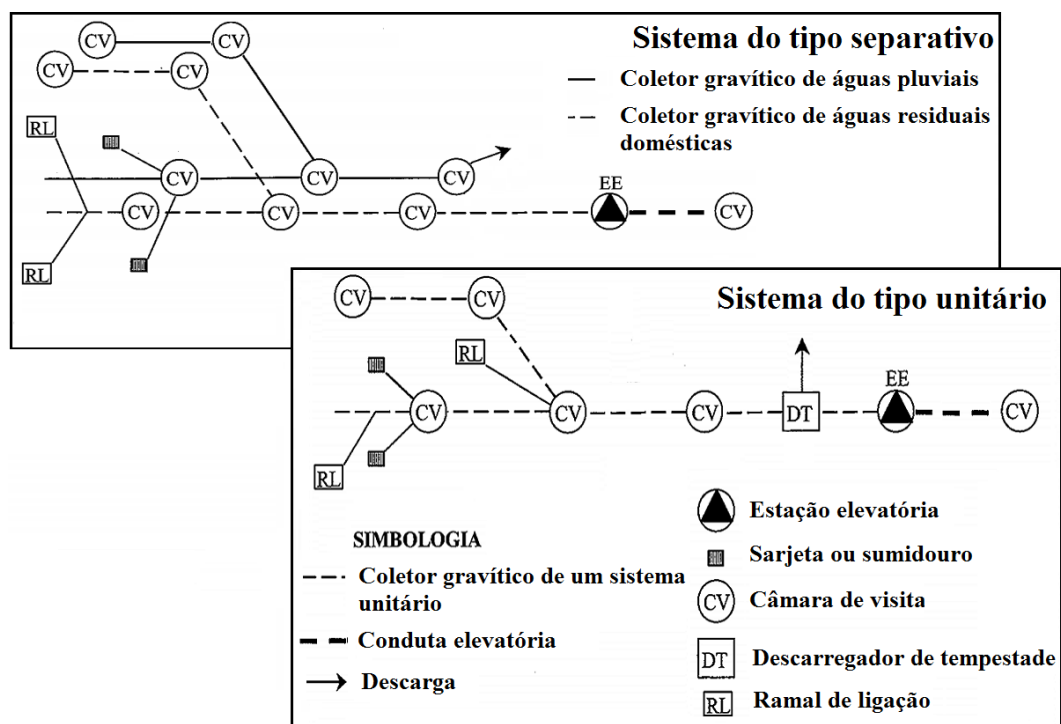 Sistema do tipo separativo
Coletor gravítico de águas pluviais
Coletor gravítico de águas residuais
domésticas
CV CV
CV CV
RL
CV CV CV
EE
CV CV CV CV
RL
Sistema do tipo unitário
CV CV
RL
EE
CV CV CV DT CV
RL
SIMBOLOGIA
Coletor gravítico de um sistema
unitário
Conduta elevatória
Descarga
Estação elevatória
Sarjeta ou sumidouro
CV Câmara de visita
DT Descarregador de tempestade
RL Ramal de ligação